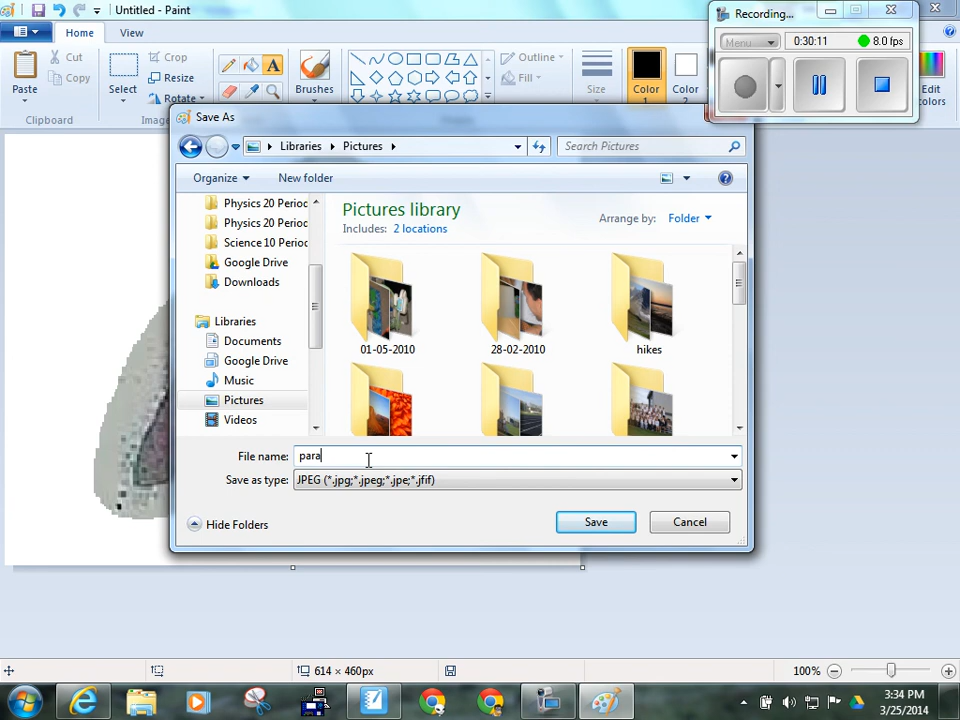 Untitled - Paint
Recording...
Home
View
Menu
0:30:11
8.0 fps
Paste
Cut
Copy
Clipboard
Select
Crop
Resize
Rotate
Brushes
Outline
Fill
Size
Color
1
Color
2
Edit
colors
Save As
Libraries
Pictures
Search Pictures
Organize
New folder
Physics 20 Perioc
Physics 20 Perioc
Science 10 Perioc
Google Drive
Downloads
Libraries
Documents
Google Drive
Music
Pictures
Videos
Pictures library
Includes: 2 locations
Arrange by: Folder
01-05-2010
28-02-2010
hikes
File name: para
Save as type: JPEG (*.jpg;*.jpeg;*.jpe;*.jfif)
Hide Folders
Save
Cancel
614 × 460px
100%
3:34 PM
3/25/2014